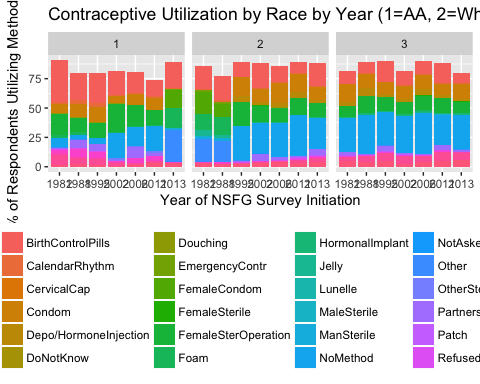 Contraceptive Utilization by Race by Year (1=AA, 2=Wh
% of Respondents Utilizing Method
1 2 3
75
50
25
0
1982 1988 1995 2002 2006 2012 2013 1982 1988 1995 2002 2006 2012 2013 1982 1988 1995 2002 2006 2012 2013
Year of NSFG Survey Initiation
BirthControlPills Douching HormonalImplant NotAske
CalendarRhythm EmergencyContr Jelly Other
CervicalCap FemaleCondom Lunelle OtherSte
Condom FemaleSterile MaleSterile Partners
Depo/HormoneInjection FemaleSterOperation ManSterile Patch
DoNotKnow Foam NoMethod Refused